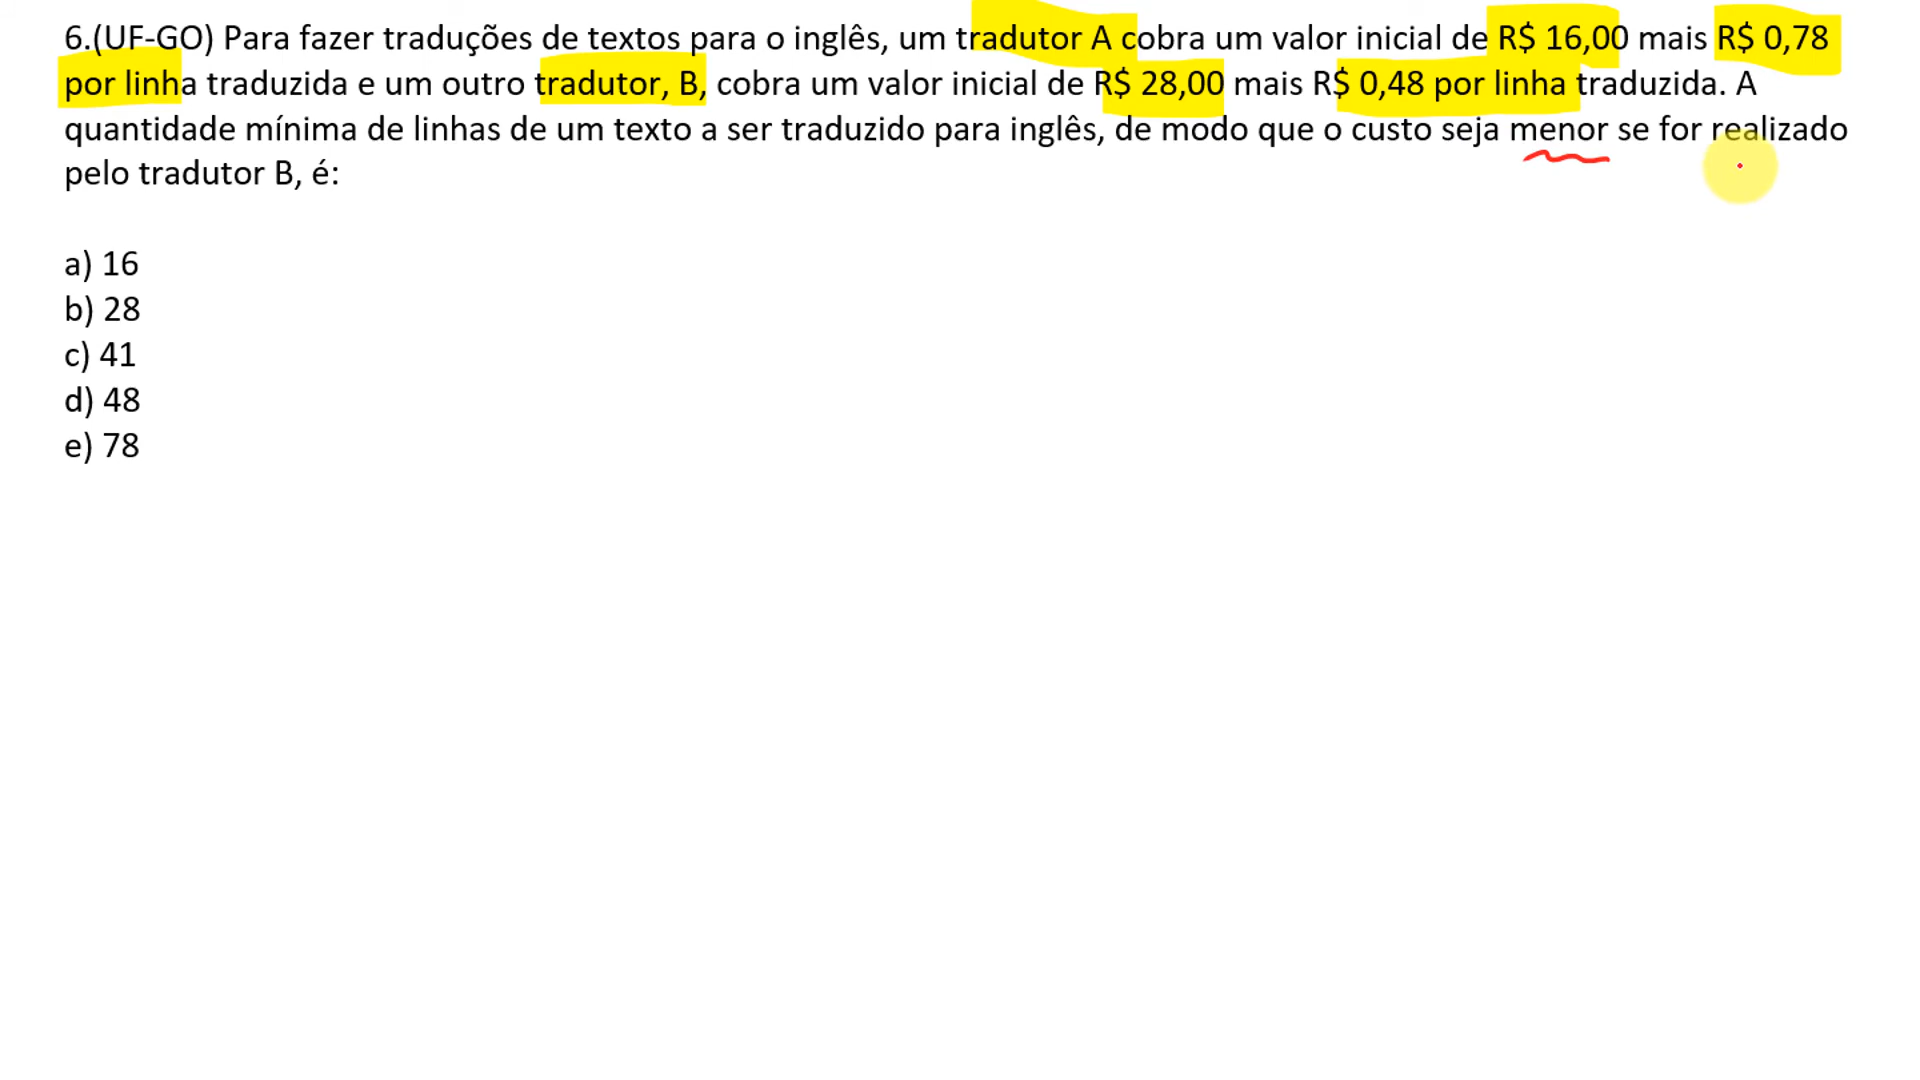 6.(UF-GO) Para fazer traduções de textos para o inglês, um tradutor A cobra um valor inicial de R$ 16,00 mais R$ 0,78
por linha traduzida e um outro tradutor, B, cobra um valor inicial de R$ 28,00 mais R$ 0,48 por linha traduzida. A
quantidade mínima de linhas de um texto a ser traduzido para inglês, de modo que o custo seja menor se for realizado
pelo tradutor B, é:
a) 16
b) 28
c) 41
d) 48
e) 78